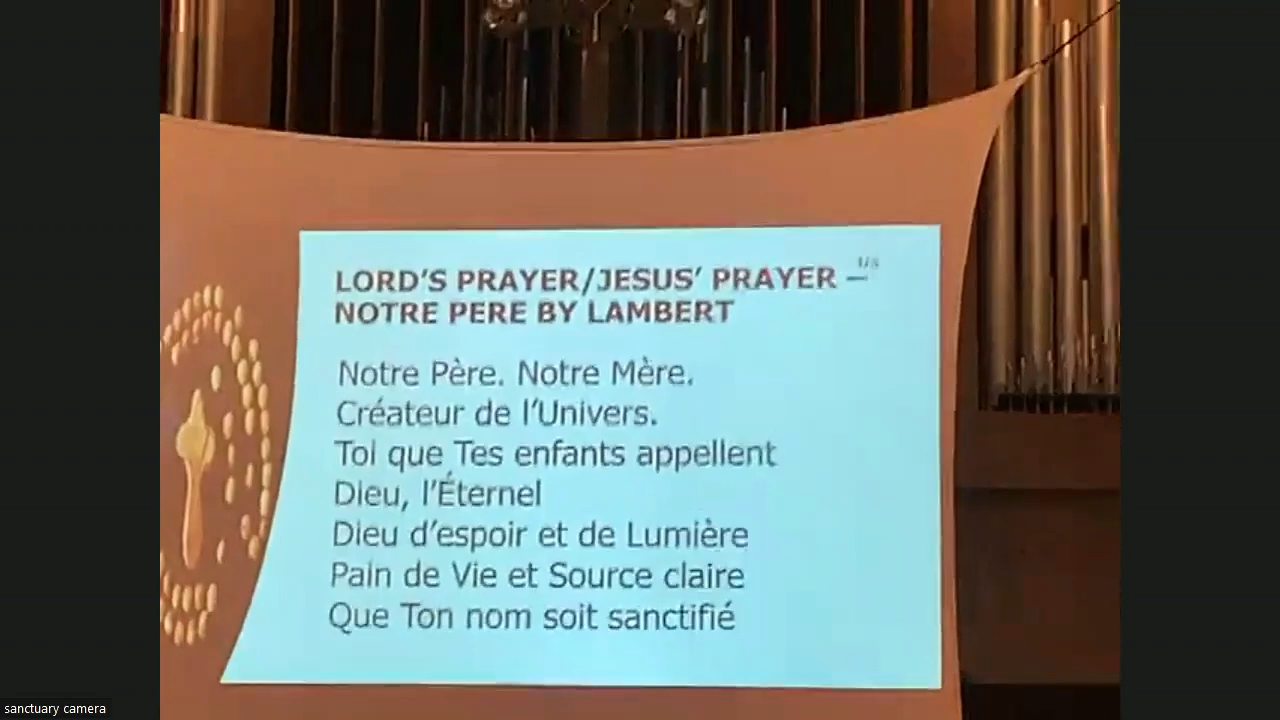 LORD'S PRAYER/JESUS' PRAYER —
1/3
NOTRE PERE BY LAMBERT
Notre Père. Notre Mère.
Créateur de l'Univers.
Toi que Tes enfants appellent
Dieu, l'Éternel
Dieu d'espoir et de Lumière
Pain de Vie et Source claire
Que Ton nom soit sanctifié
sanctuary camera